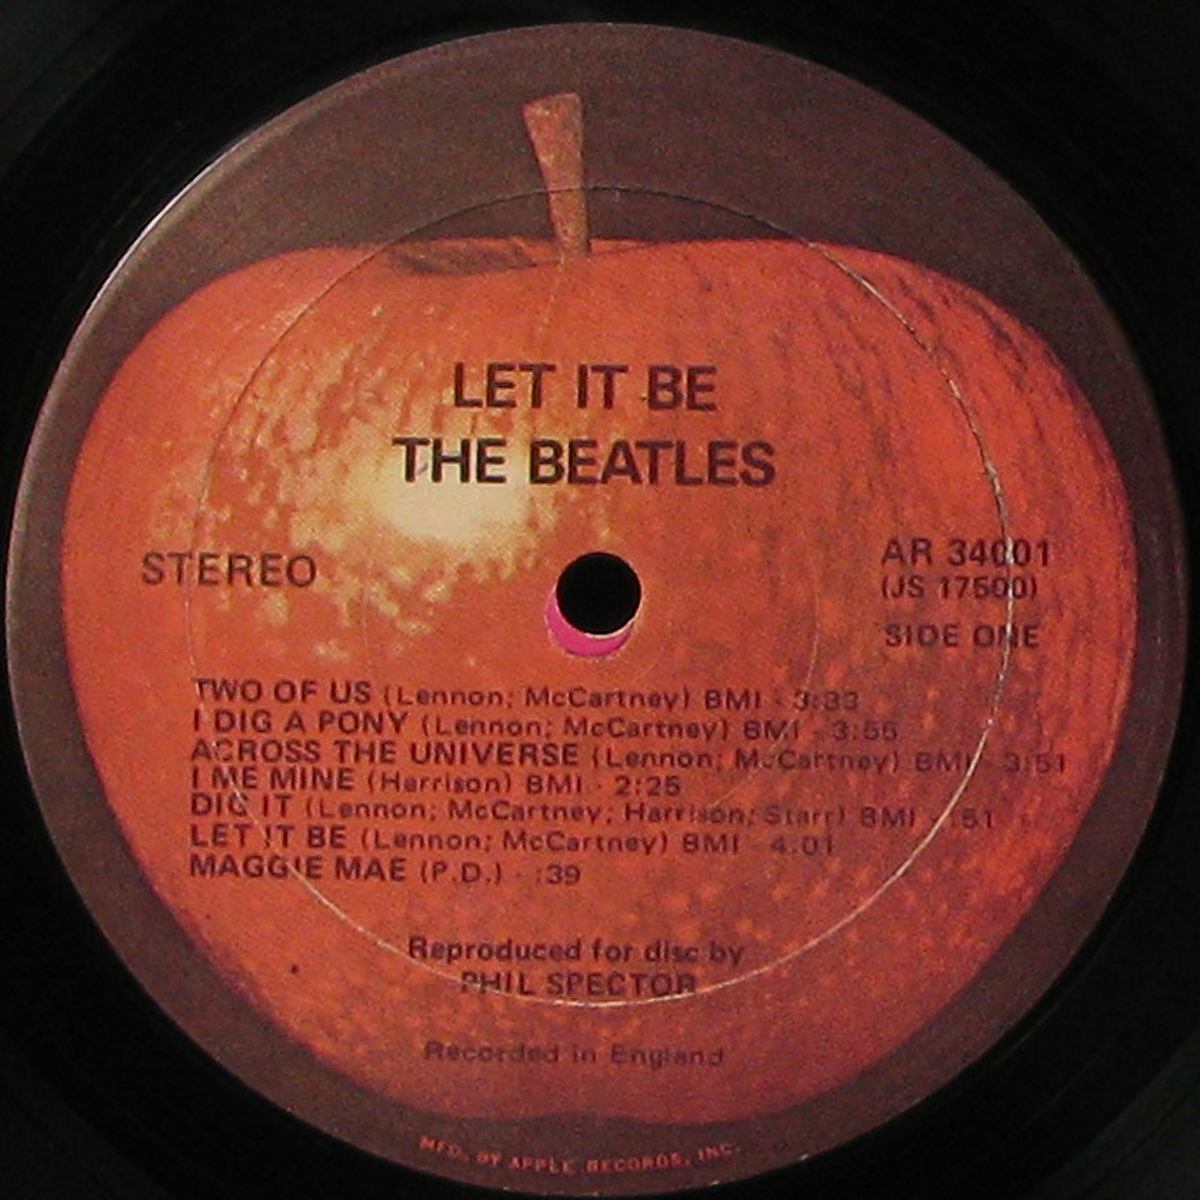 LET IT BE
THE BEATLES
STEREO
AR 34001
(JS 17500)
SIDE ONE
TWO OF US (Lennon; McCartney) BMI - 3:33
I DIG A PONY (Lennon; McCartney) BMI - 3:55
ACROSS THE UNIVERSE (Lennon; McCartney) BMI - 3:51
I ME MINE (Harrison) BMI - 2:25
DIG IT (Lennon; McCartney; Harrison; Starr) BMI - :51
LET IT BE (Lennon; McCartney) BMI - 4:01
MAGGIE MAE (P.D.) - :39
Reproduced for disc by
PHIL SPECTOR
Recorded in England
MFD. BY APPLE RECORDS, INC.